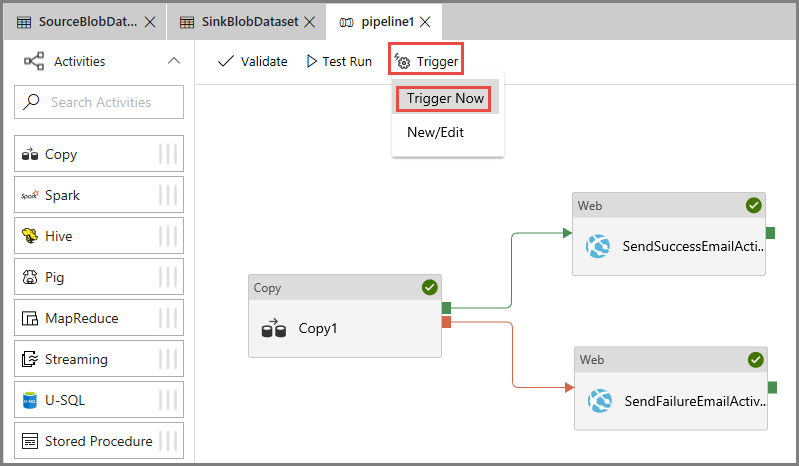 SourceBlobDat...
SinkBlobDataset
pipeline1
Activities
Validate
Test Run
Trigger
Search Activities
Trigger Now
New/Edit
Copy
Spark
Hive
Pig
MapReduce
Streaming
U-SQL
Stored Procedure
Copy
Copy1
Web
SendSuccessEmailActi...
Web
SendFailureEmailActiv...